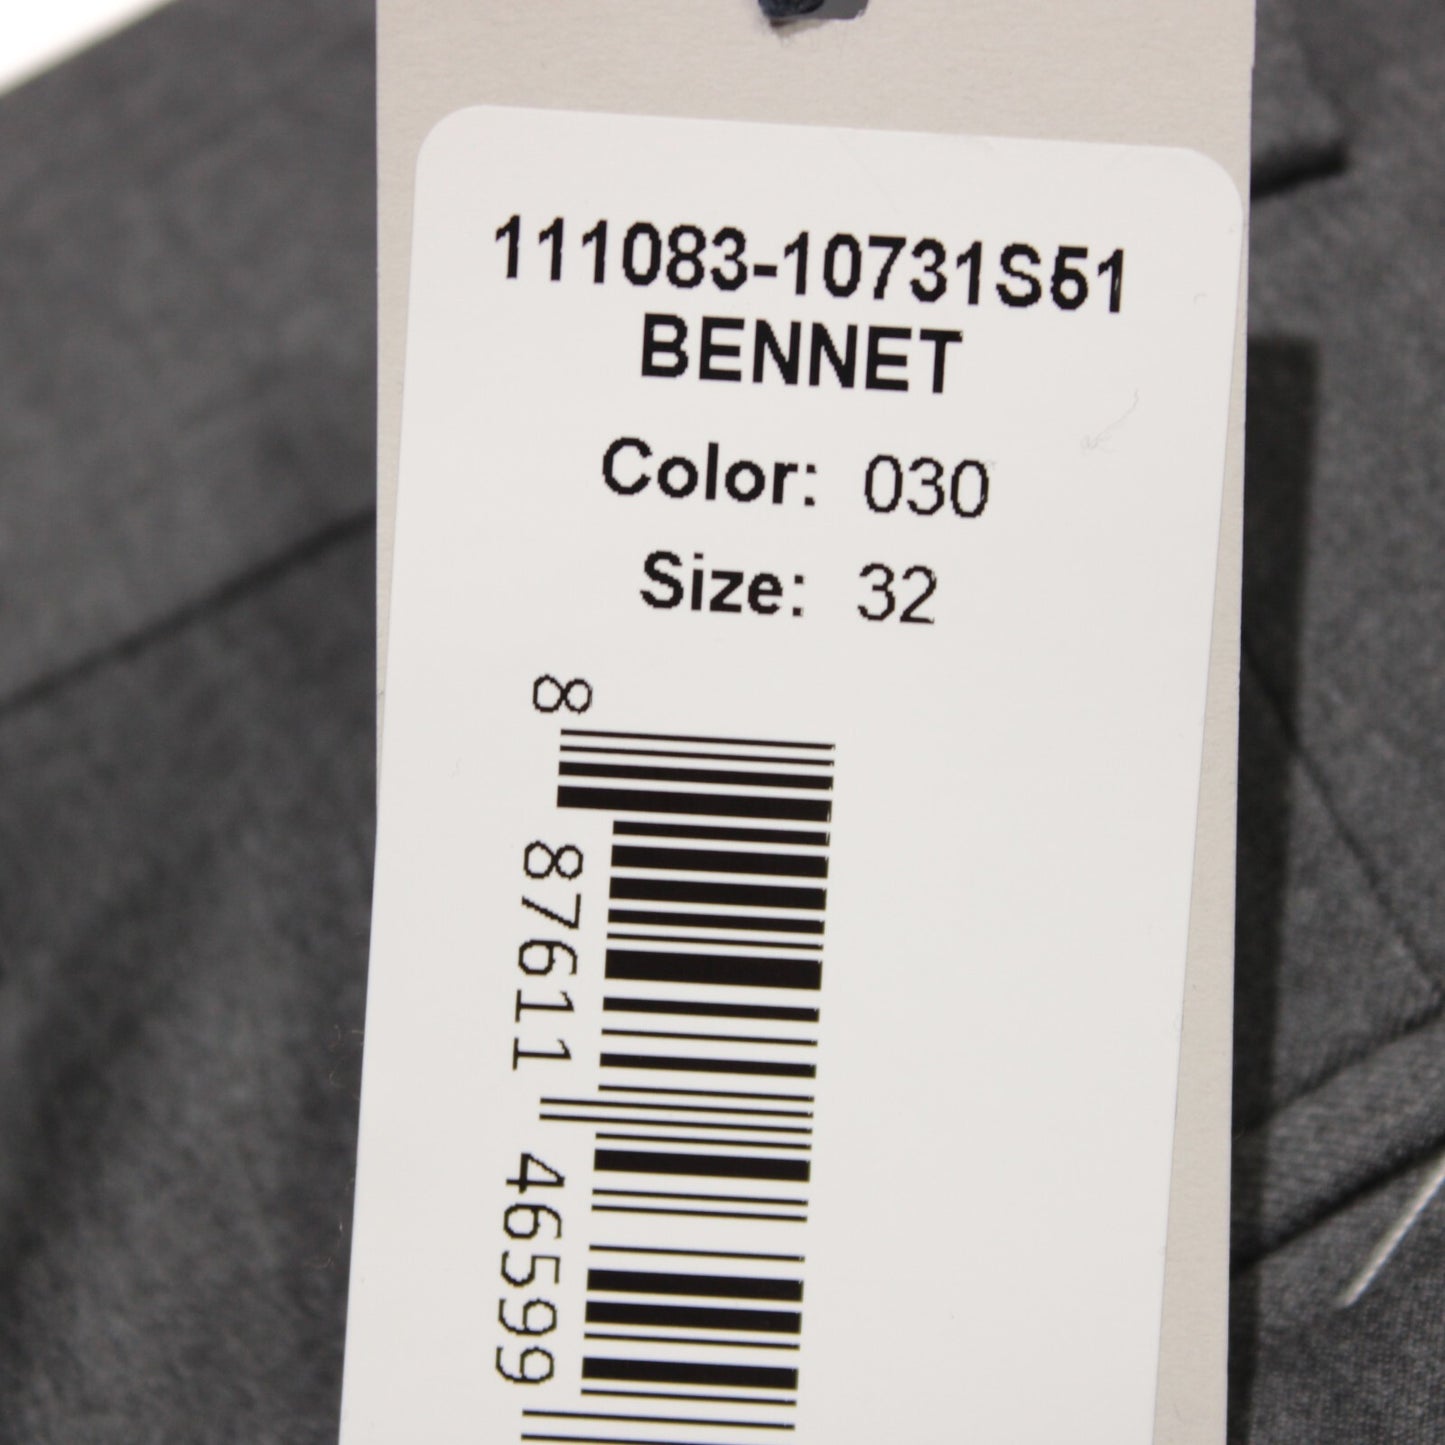 111083-10731S51
BENNET
Color: 030
Size: 32
8 87611 46599